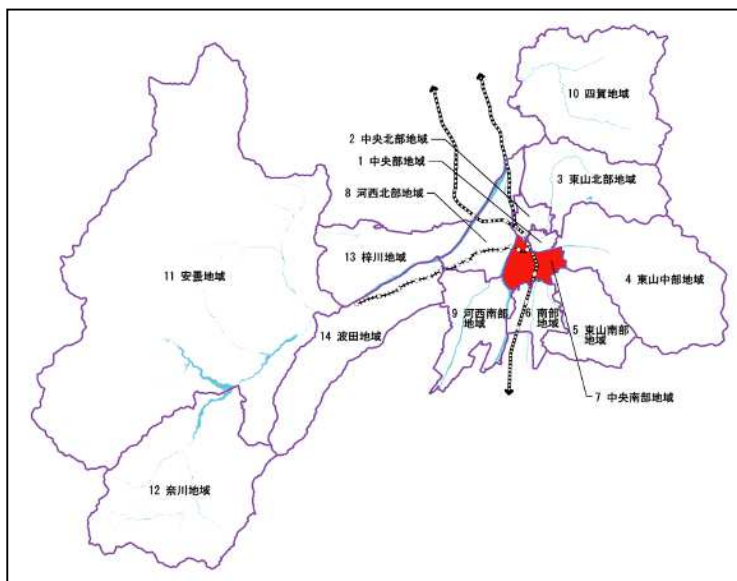 10 四賀地域
2 中央北部地域
1 中央部地域
3 東山北部地域
8 河西北部地域
13 梓川地域
11 安曇地域
4 東山中部地域
9 河西南部
地域
6 南部
地域
14 波田地域
5 東山南部
地域
7 中央南部地域
12 奈川地域